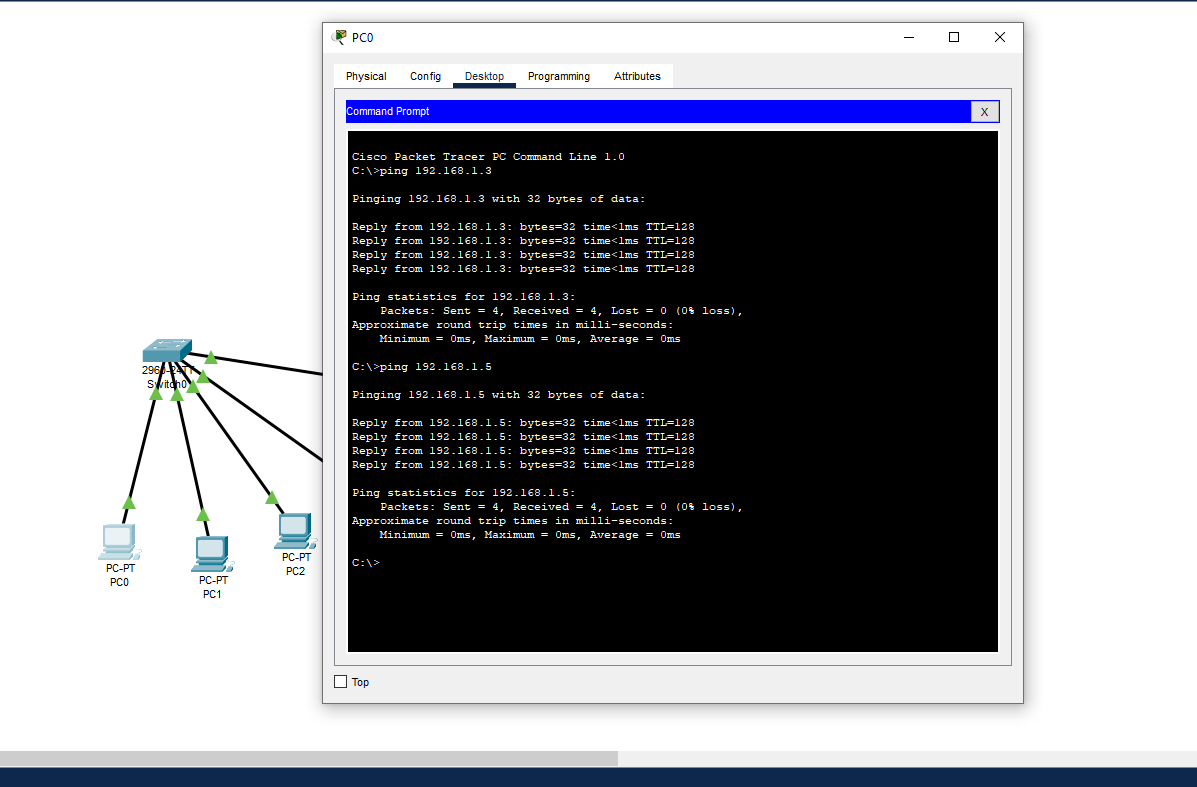 PC0
Physical Config Desktop Programming Attributes
Command Prompt X
Cisco Packet Tracer PC Command Line 1.0
C:\>ping 192.168.1.3
Pinging 192.168.1.3 with 32 bytes of data:
Reply from 192.168.1.3: bytes=32 time<1ms TTL=128
Reply from 192.168.1.3: bytes=32 time<1ms TTL=128
Reply from 192.168.1.3: bytes=32 time<1ms TTL=128
Reply from 192.168.1.3: bytes=32 time<1ms TTL=128
Ping statistics for 192.168.1.3:
Packets: Sent = 4, Received = 4, Lost = 0 (0% loss),
Approximate round trip times in milli-seconds:
Minimum = 0ms, Maximum = 0ms, Average = 0ms
C:\>ping 192.168.1.5
Pinging 192.168.1.5 with 32 bytes of data:
Reply from 192.168.1.5: bytes=32 time<1ms TTL=128
Reply from 192.168.1.5: bytes=32 time<1ms TTL=128
Reply from 192.168.1.5: bytes=32 time<1ms TTL=128
Reply from 192.168.1.5: bytes=32 time<1ms TTL=128
Ping statistics for 192.168.1.5:
Packets: Sent = 4, Received = 4, Lost = 0 (0% loss),
Approximate round trip times in milli-seconds:
Minimum = 0ms, Maximum = 0ms, Average = 0ms
C:\>
Top
2960-24TT
Switch0
PC-PT
PC0
PC-PT
PC1
PC-PT
PC2